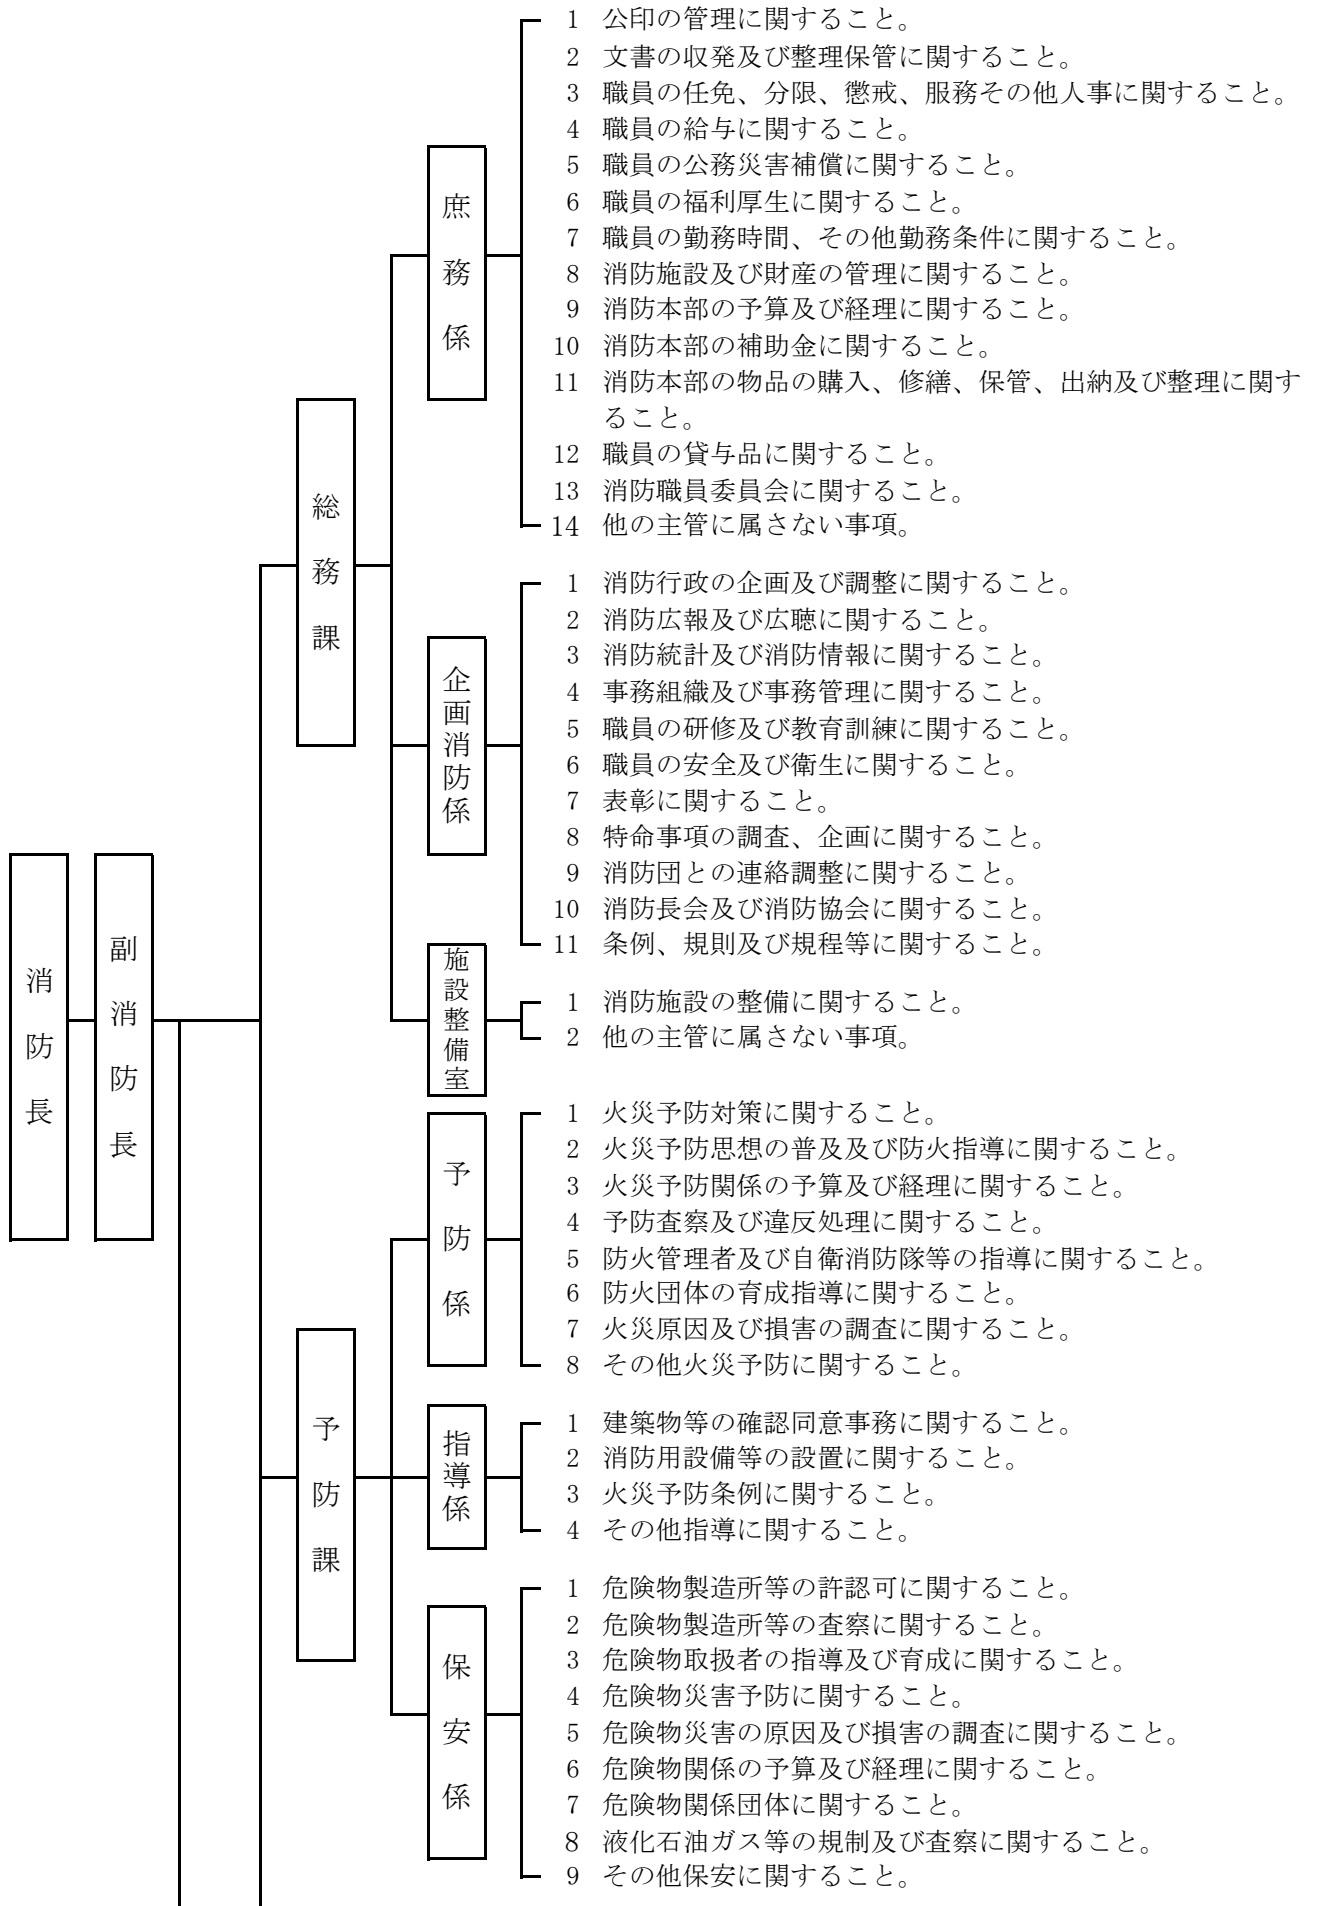 消防長
副消防長
総務課
庶務係
1 公印の管理に関すること。
2 文書の収発及び整理保管に関すること。
3 職員の任免、分限、懲戒、服務その他人事に関すること。
4 職員の給与に関すること。
5 職員の公務災害補償に関すること。
6 職員の福利厚生に関すること。
7 職員の勤務時間、その他勤務条件に関すること。
8 消防施設及び財産の管理に関すること。
9 消防本部の予算及び経理に関すること。
10 消防本部の補助金に関すること。
11 消防本部の物品の購入、修繕、保管、出納及び整理に関す
ること。
12 職員の貸与品に関すること。
13 消防職員委員会に関すること。
14 他の主管に属さない事項。
企画消防係
1 消防行政の企画及び調整に関すること。
2 消防広報及び広聴に関すること。
3 消防統計及び消防情報に関すること。
4 事務組織及び事務管理に関すること。
5 職員の研修及び教育訓練に関すること。
6 職員の安全及び衛生に関すること。
7 表彰に関すること。
8 特命事項の調査、企画に関すること。
9 消防団との連絡調整に関すること。
10 消防長会及び消防協会に関すること。
11 条例、規則及び規程等に関すること。
施設整備室
1 消防施設の整備に関すること。
2 他の主管に属さない事項。
予防課
予防係
1 火災予防対策に関すること。
2 火災予防思想の普及及び防火指導に関すること。
3 火災予防関係の予算及び経理に関すること。
4 予防査察及び違反処理に関すること。
5 防火管理者及び自衛消防隊等の指導に関すること。
6 防火団体の育成指導に関すること。
7 火災原因及び損害の調査に関すること。
8 その他火災予防に関すること。
指導係
1 建築物等の確認同意事務に関すること。
2 消防用設備等の設置に関すること。
3 火災予防条例に関すること。
4 その他指導に関すること。
保安係
1 危険物製造所等の許認可に関すること。
2 危険物製造所等の査察に関すること。
3 危険物取扱者の指導及び育成に関すること。
4 危険物災害予防に関すること。
5 危険物災害の原因及び損害の調査に関すること。
6 危険物関係の予算及び経理に関すること。
7 危険物関係団体に関すること。
8 液化石油ガス等の規制及び査察に関すること。
9 その他保安に関すること。